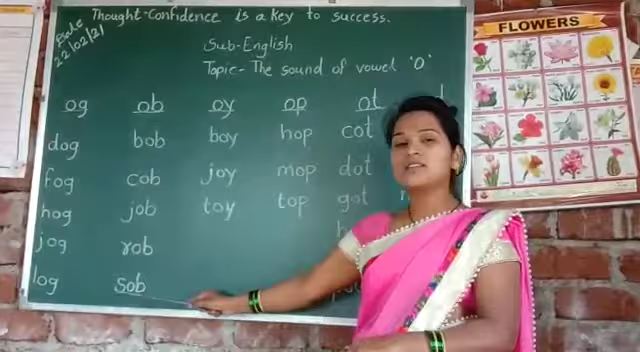 Thought-Confidence is a key to success.
Date
22/02/21
Sub-English
Topic-The sound of vowel 'O'
og ob oy op ot
dog bob boy hop cot
fog cob joy mop dot
hog job toy top got
jog rob
log sob
FLOWERS